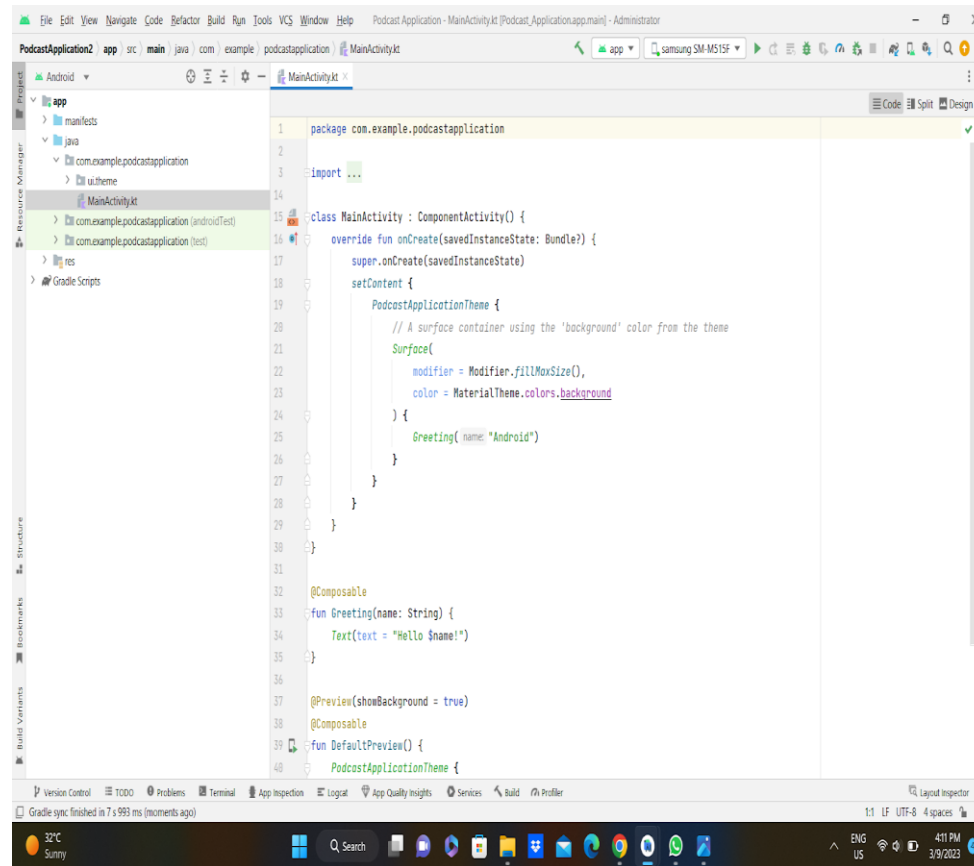 File Edit View Navigate Code Refactor Build Run Tools VCS Window Help Podcast Application - MainActivity.kt [Podcast_Application.app.main] - Administrator
PodcastApplication2 app src main java com example podcastapplication MainActivity.kt app samsung SM-M515F
Project
Resource Manager
Structure
Bookmarks
Build Variants
Android
app
manifests
java
com.example.podcastapplication
ui.theme
MainActivity.kt
com.example.podcastapplication (androidTest)
com.example.podcastapplication (test)
res
Gradle Scripts
MainActivity.kt
Code Split Design
1 package com.example.podcastapplication
2
3 import ...
14
15 class MainActivity : ComponentActivity() {
16 override fun onCreate(savedInstanceState: Bundle?) {
17 super.onCreate(savedInstanceState)
18 setContent {
19 PodcastApplicationTheme {
20 // A surface container using the 'background' color from the theme
21 Surface(
22 modifier = Modifier.fillMaxSize(),
23 color = MaterialTheme.colors.background
24 ) {
25 Greeting( name: "Android")
26 }
27 }
28 }
29 }
30 }
31
32 @Composable
33 fun Greeting(name: String) {
34 Text(text = "Hello $name!")
35 }
36
37 @Preview(showBackground = true)
38 @Composable
39 fun DefaultPreview() {
40 PodcastApplicationTheme {
Version Control TODO Problems Terminal App Inspection Logcat App Quality Insights Services Build Profiler Layout Inspector
Gradle sync finished in 7 s 993 ms (moments ago) 1:1 LF UTF-8 4 spaces
32°C
Sunny
Search
ENG
US
4:11 PM
3/9/2023